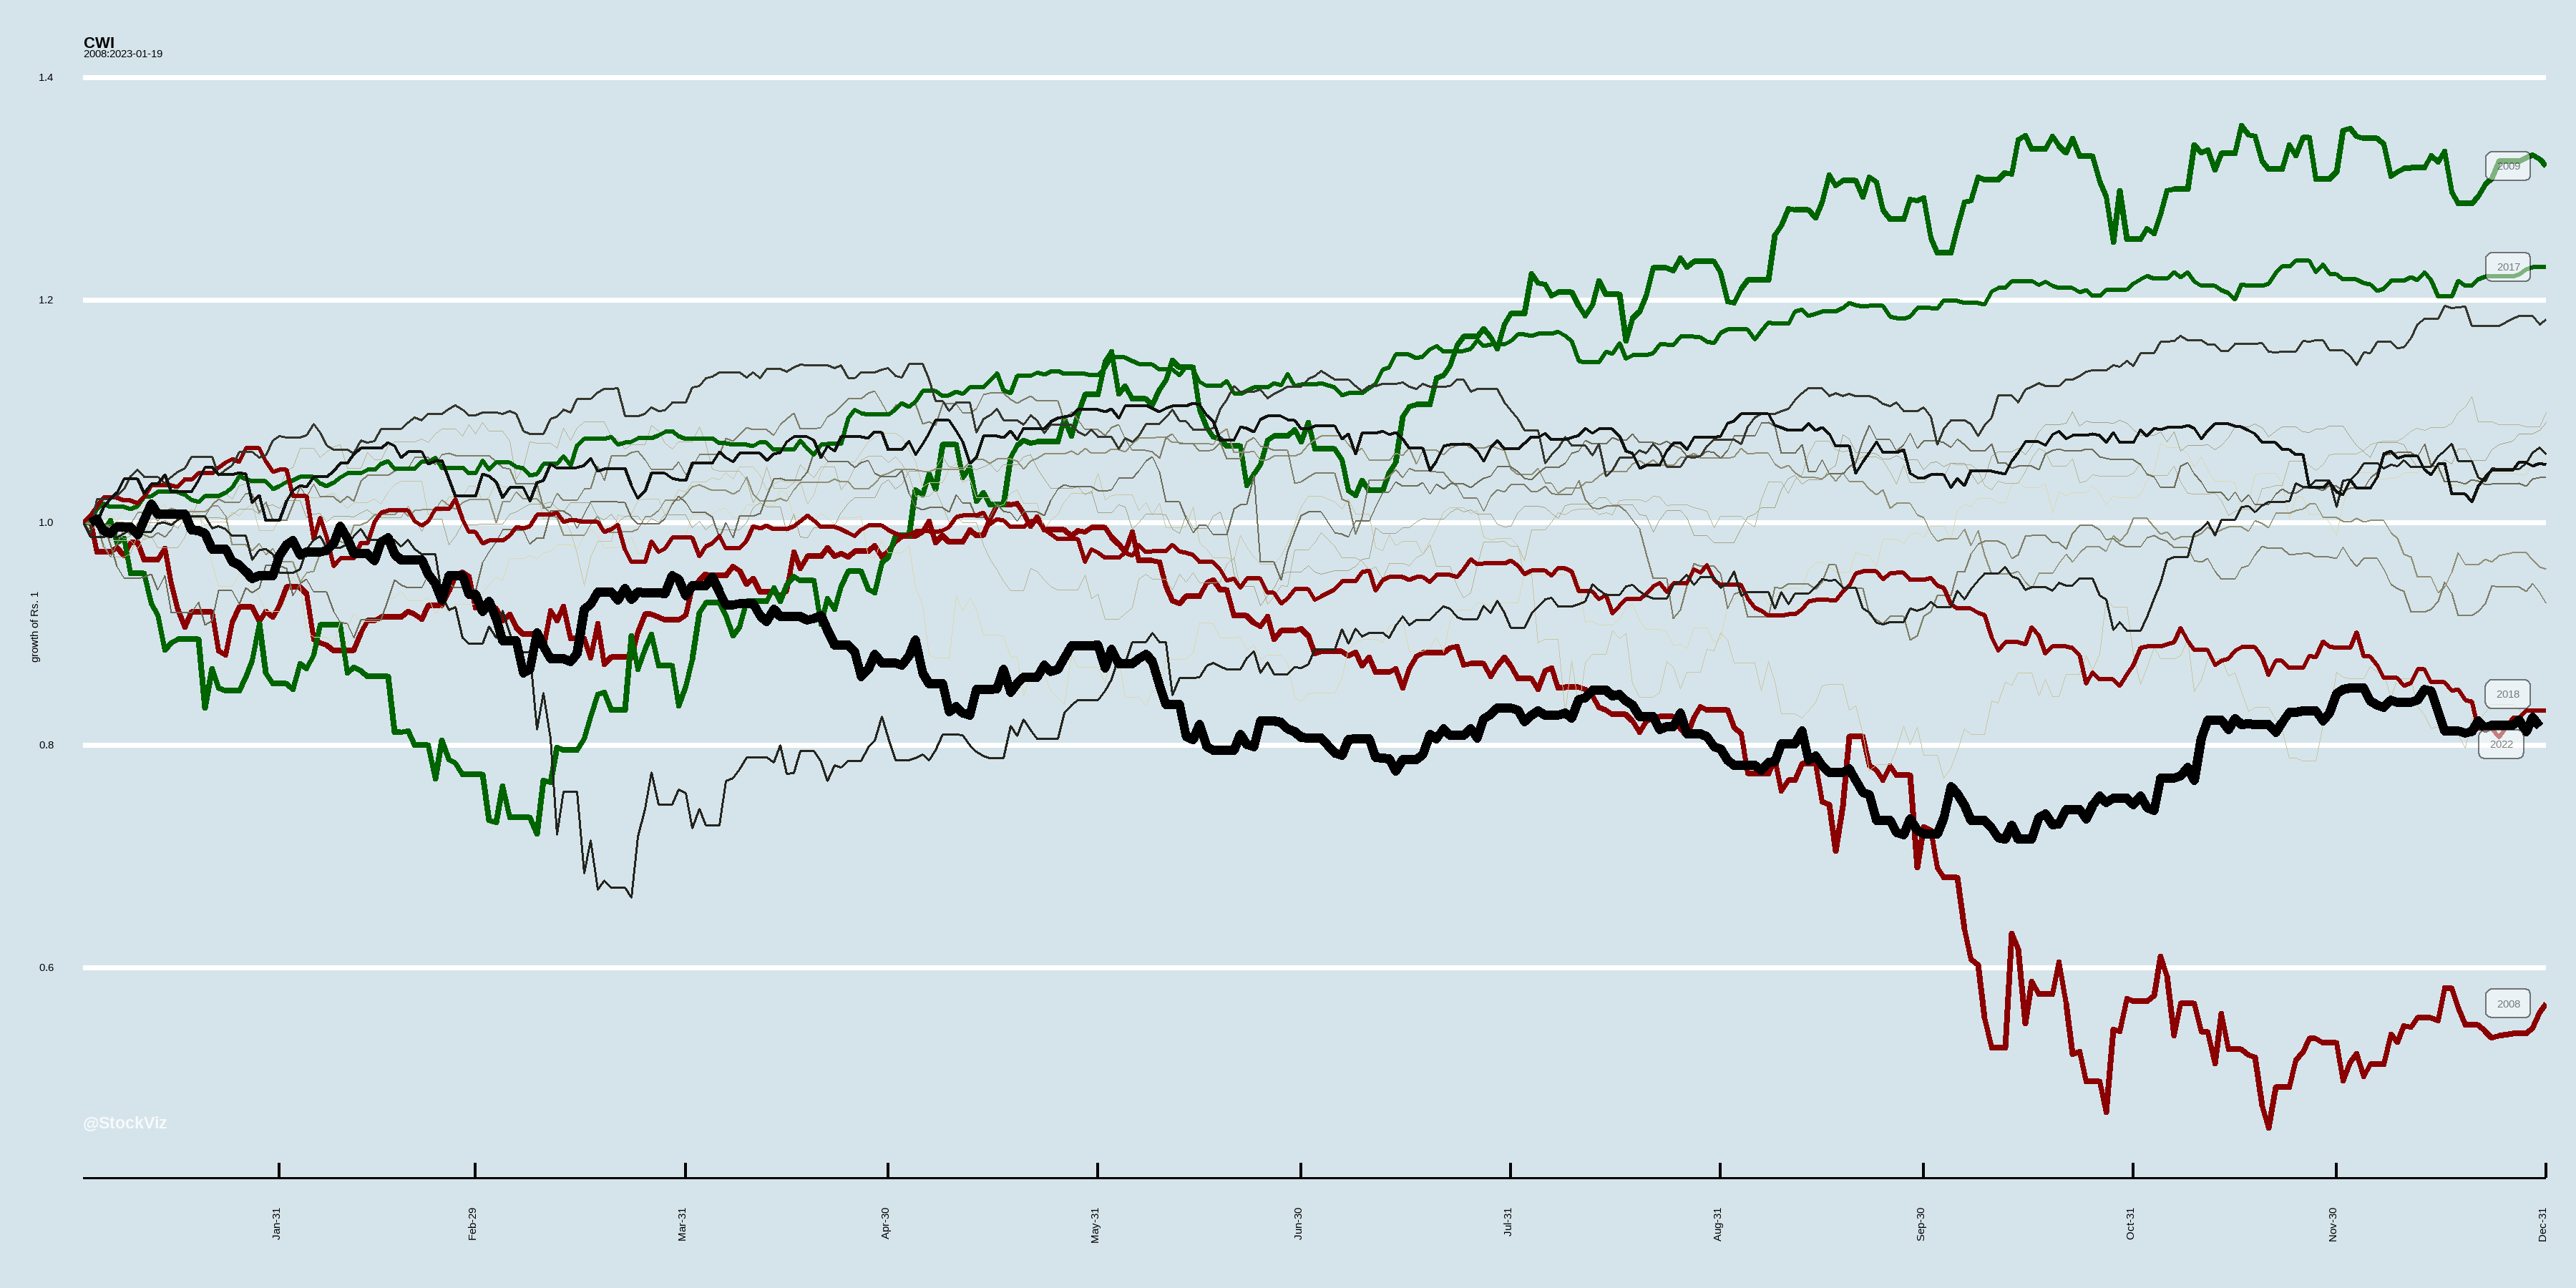 CWI
2008:2023-01-19
1.4
1.2
1.0
0.8
0.6
growth of Rs. 1
2009
2017
2018
2022
2008
@StockViz
Jan-31
Feb-29
Mar-31
Apr-30
May-31
Jun-30
Jul-31
Aug-31
Sep-30
Oct-31
Nov-30
Dec-31